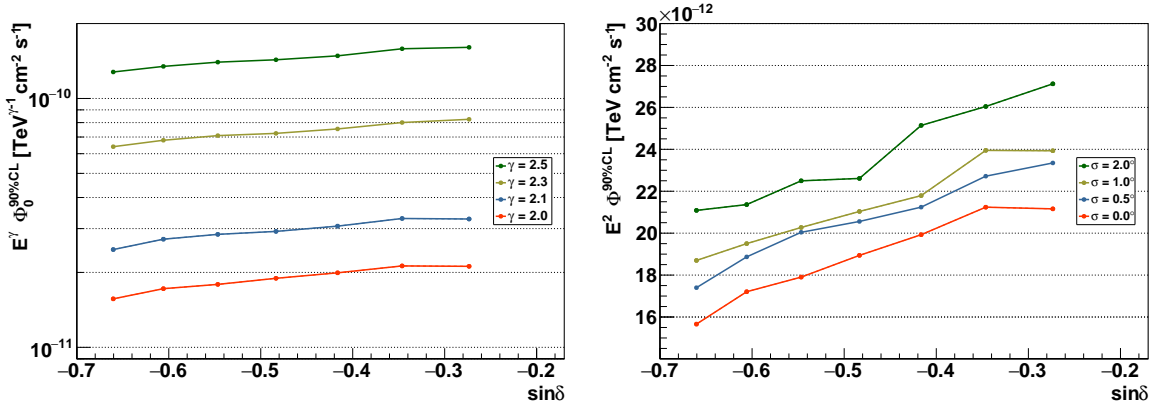 E^γ Φ₀^90%CL [TeV^γ-1 cm^-2 s^-1]
10^−10
10^−11
γ = 2.5
γ = 2.3
γ = 2.1
γ = 2.0
−0.7 −0.6 −0.5 −0.4 −0.3 −0.2
sinδ
×10^−12
E² Φ^90%CL [TeV cm^-2 s^-1]
30
28
26
24
22
20
18
16
σ = 2.0°
σ = 1.0°
σ = 0.5°
σ = 0.0°
−0.7 −0.6 −0.5 −0.4 −0.3 −0.2
sinδ